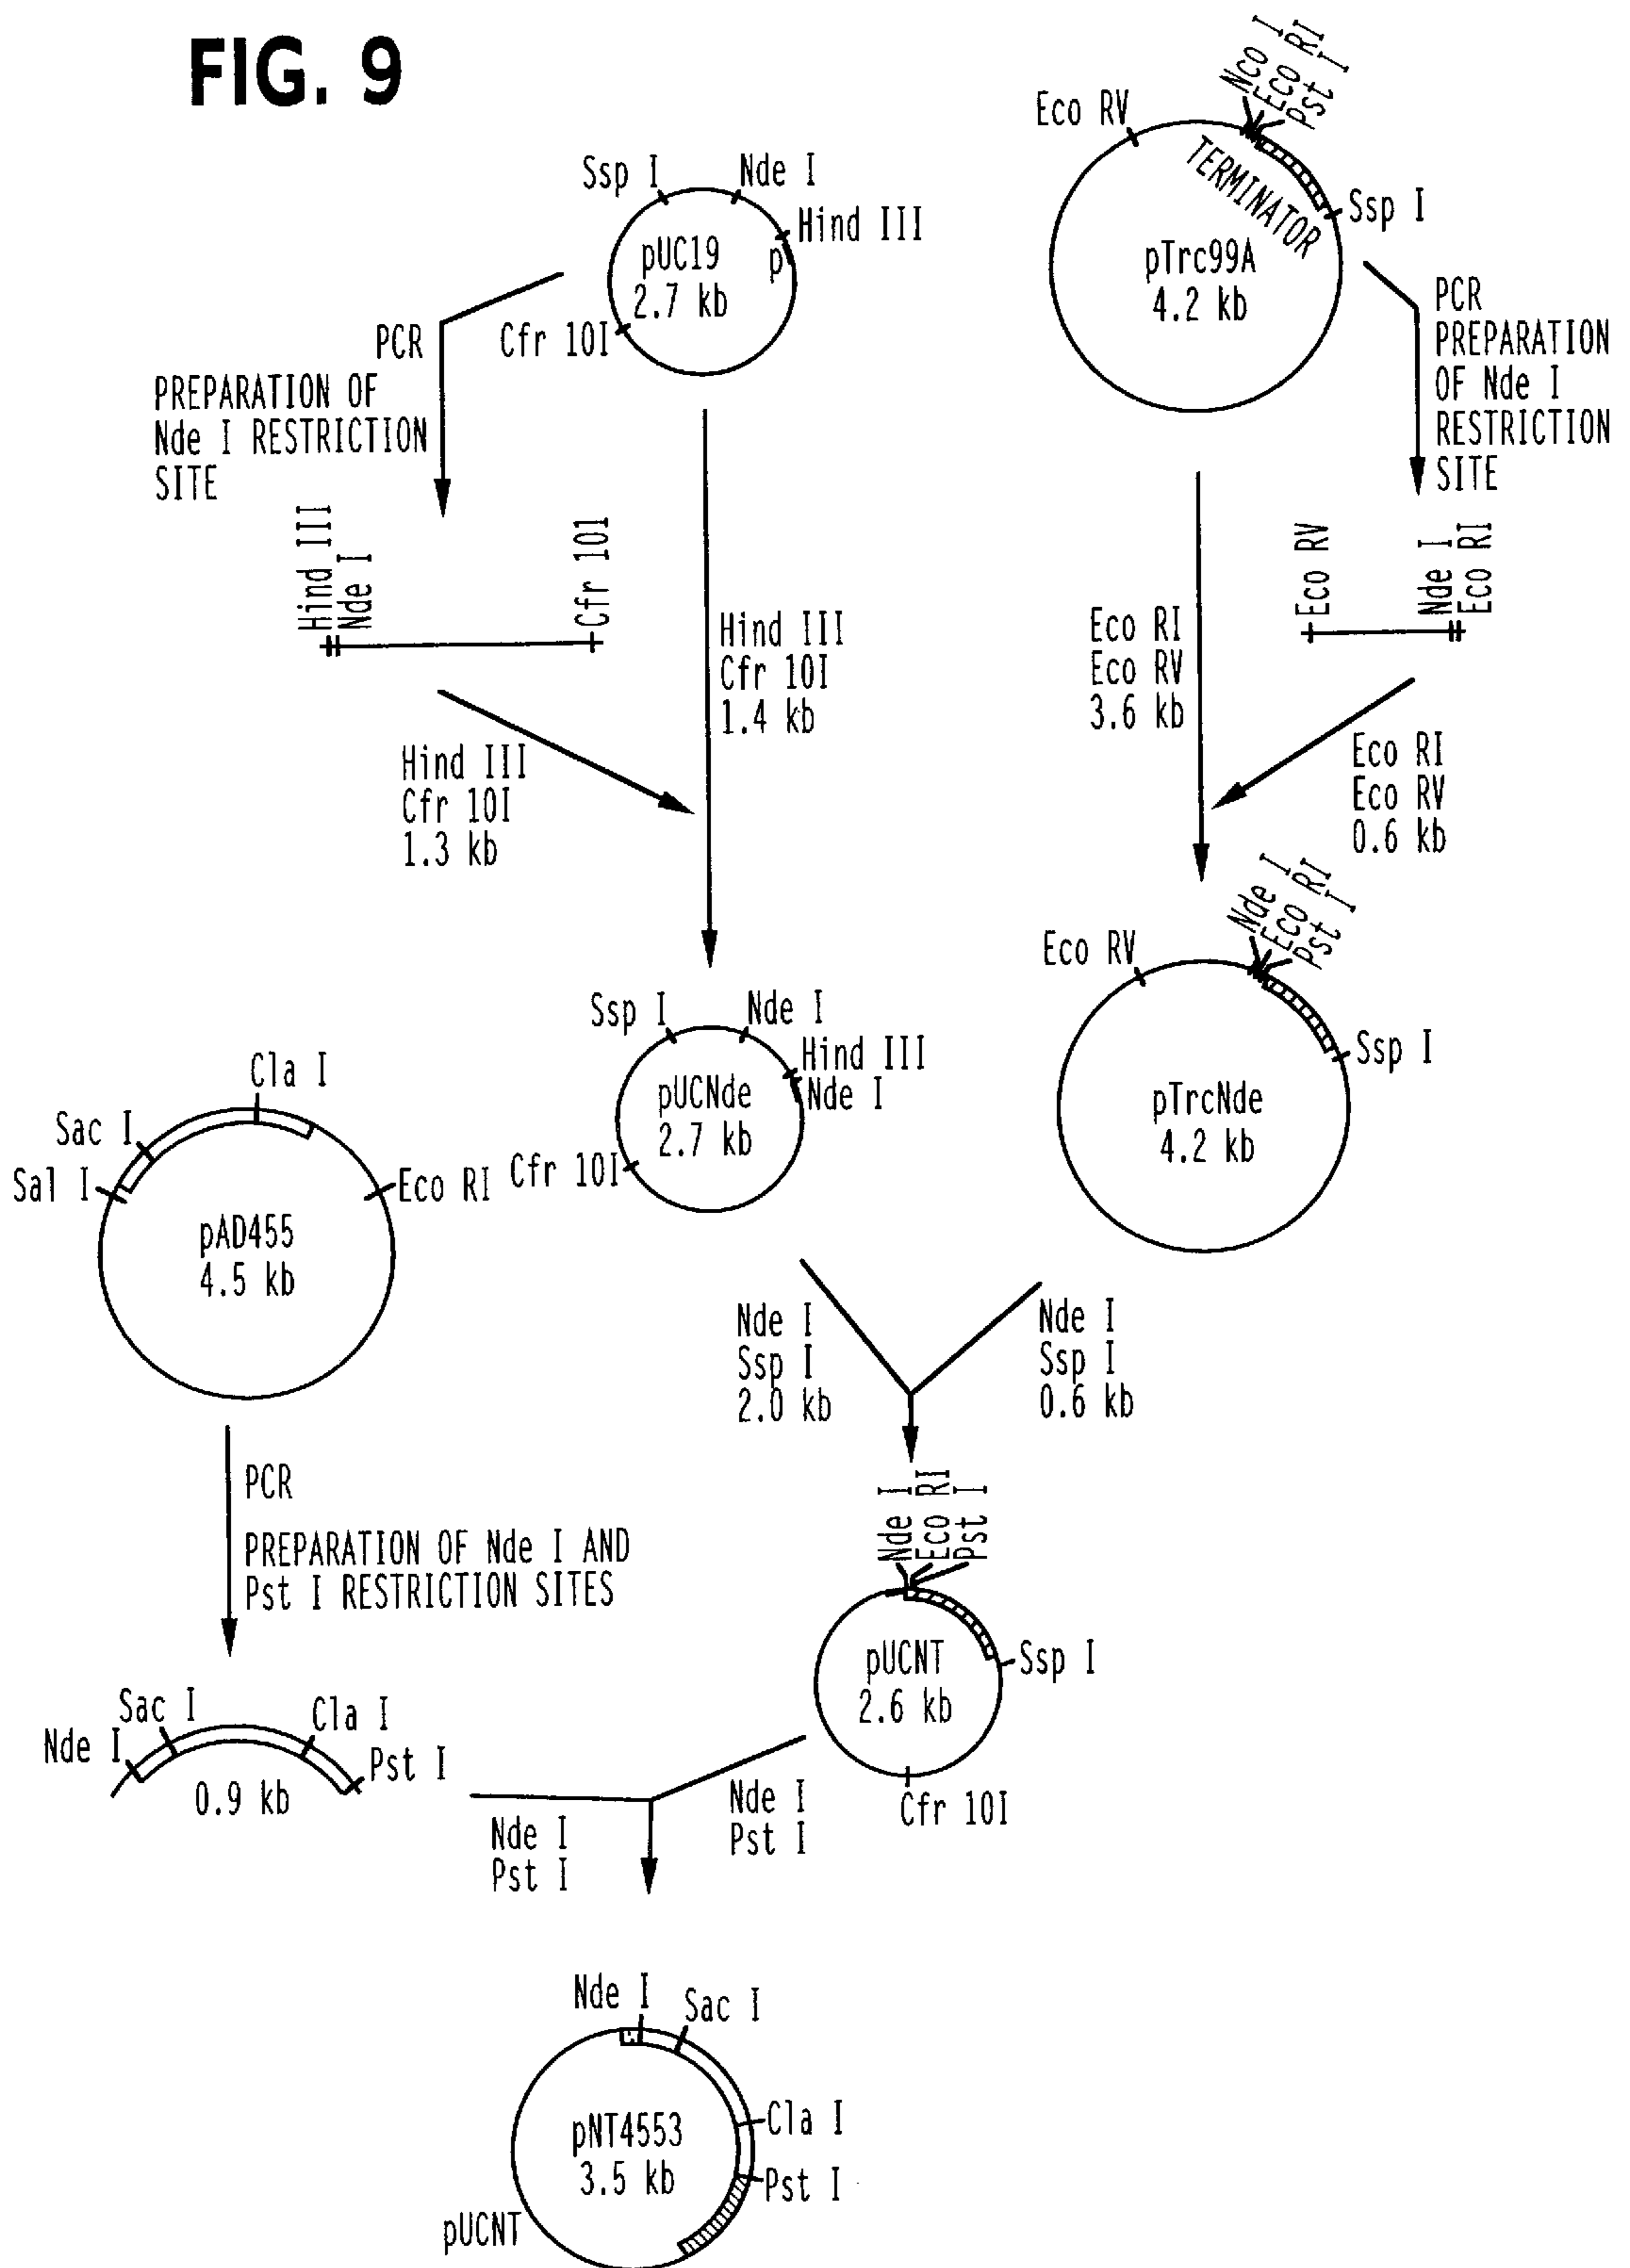 FIG. 9
Ssp I
Nde I
Hind III
p
pUC19
2.7 kb
Cfr 10I
Eco RV
Nco I
Eco RI
Pst I
TERMINATOR
Ssp I
pTrc99A
4.2 kb
PCR
PREPARATION OF
Nde I RESTRICTION
SITE
PCR
PREPARATION
OF Nde I
RESTRICTION
SITE
Hind III
Nde I
Cfr 101
Hind III
Cfr 10I
1.4 kb
Hind III
Cfr 10I
1.3 kb
Eco RV
Nde I
Eco RI
Eco RI
Eco RV
3.6 kb
Eco RI
Eco RV
0.6 kb
Ssp I
Nde I
Hind III
Nde I
pUCNde
2.7 kb
Cfr 10I
Eco RV
Nde I
Eco RI
Pst I
Ssp I
pTrcNde
4.2 kb
Cla I
Sac I
Sal I
Eco RI
pAD455
4.5 kb
Nde I
Ssp I
2.0 kb
Nde I
Ssp I
0.6 kb
PCR
PREPARATION OF Nde I AND
Pst I RESTRICTION SITES
Nde I
Eco RI
Pst I
Ssp I
pUCNT
2.6 kb
Cfr 10I
Nde I
Sac I
Cla I
Pst I
0.9 kb
Nde I
Pst I
Nde I
Pst I
Nde I
Sac I
Cla I
Pst I
pNT4553
3.5 kb
pUCNT